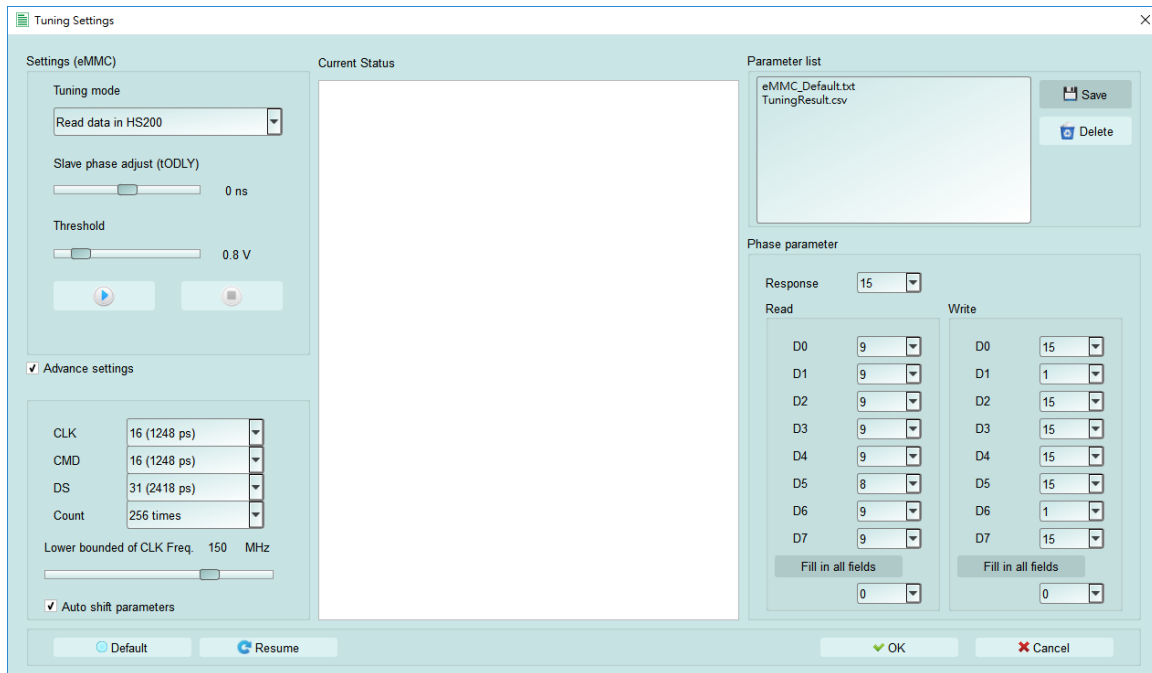 Tuning Settings
Settings (eMMC)
Tuning mode
Read data in HS200
Slave phase adjust (tODLY)
0 ns
Threshold
0.8 V
Advance settings
CLK 16 (1248 ps)
CMD 16 (1248 ps)
DS 31 (2418 ps)
Count 256 times
Lower bounded of CLK Freq. 150 MHz
Auto shift parameters
Current Status
Parameter list
eMMC_Default.txt
TuningResult.csv
Save
Delete
Phase parameter
Response 15
Read
D0 9
D1 9
D2 9
D3 9
D4 9
D5 8
D6 9
D7 9
Fill in all fields
0
Write
D0 15
D1 1
D2 15
D3 15
D4 15
D5 15
D6 1
D7 15
Fill in all fields
0
Default
Resume
OK
Cancel